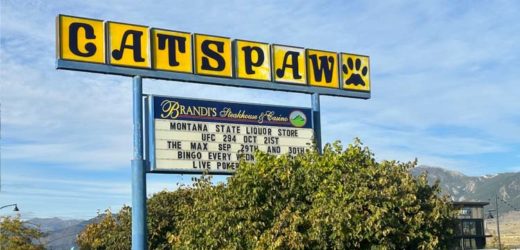 CATSPAW
BRANDI'S Steakhouse & Casino
MONTANA STATE LIQUOR STORE
UFC 294 OCT 21ST
THE MAX SEP 29TH AND 30TH
BINGO EVERY
LIVE POKER